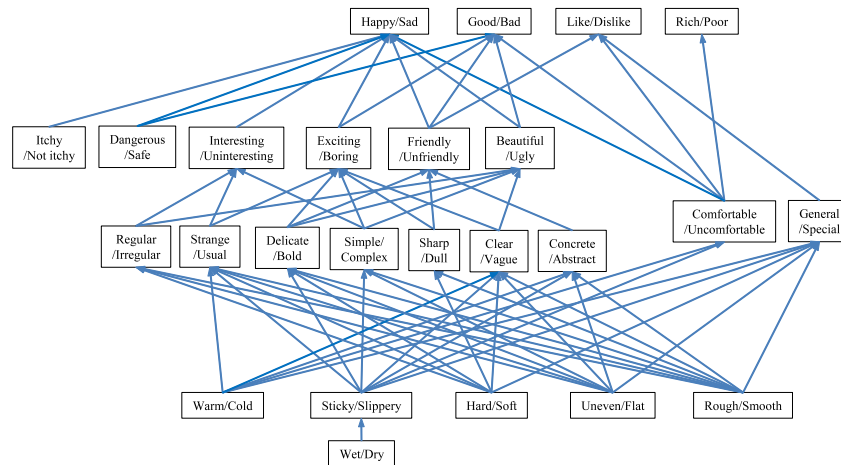 Happy/Sad
Good/Bad
Like/Dislike
Rich/Poor
Itchy
/Not itchy
Dangerous
/Safe
Interesting
/Uninteresting
Exciting
/Boring
Friendly
/Unfriendly
Beautiful
/Ugly
Regular
/Irregular
Strange
/Usual
Delicate
/Bold
Simple/
Complex
Sharp
/Dull
Clear
/Vague
Concrete
/Abstract
Comfortable
/Uncomfortable
General
/Special
Warm/Cold
Sticky/Slippery
Hard/Soft
Uneven/Flat
Rough/Smooth
Wet/Dry